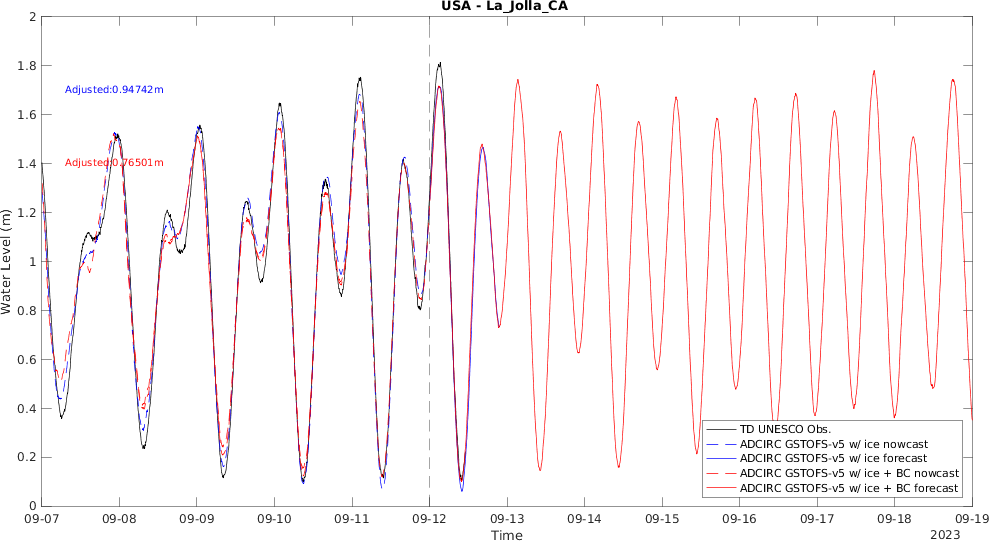 USA - La_Jolla_CA
2
1.8
1.6
1.4
1.2
1
0.8
0.6
0.4
0.2
0
Water Level (m)
Adjusted:0.94742m
Adjusted:0.76501m
TD UNESCO Obs.
ADCIRC GSTOFS-v5 w/ ice nowcast
ADCIRC GSTOFS-v5 w/ ice forecast
ADCIRC GSTOFS-v5 w/ ice + BC nowcast
ADCIRC GSTOFS-v5 w/ ice + BC forecast
09-07 09-08 09-09 09-10 09-11 09-12 09-13 09-14 09-15 09-16 09-17 09-18 09-19
Time
2023